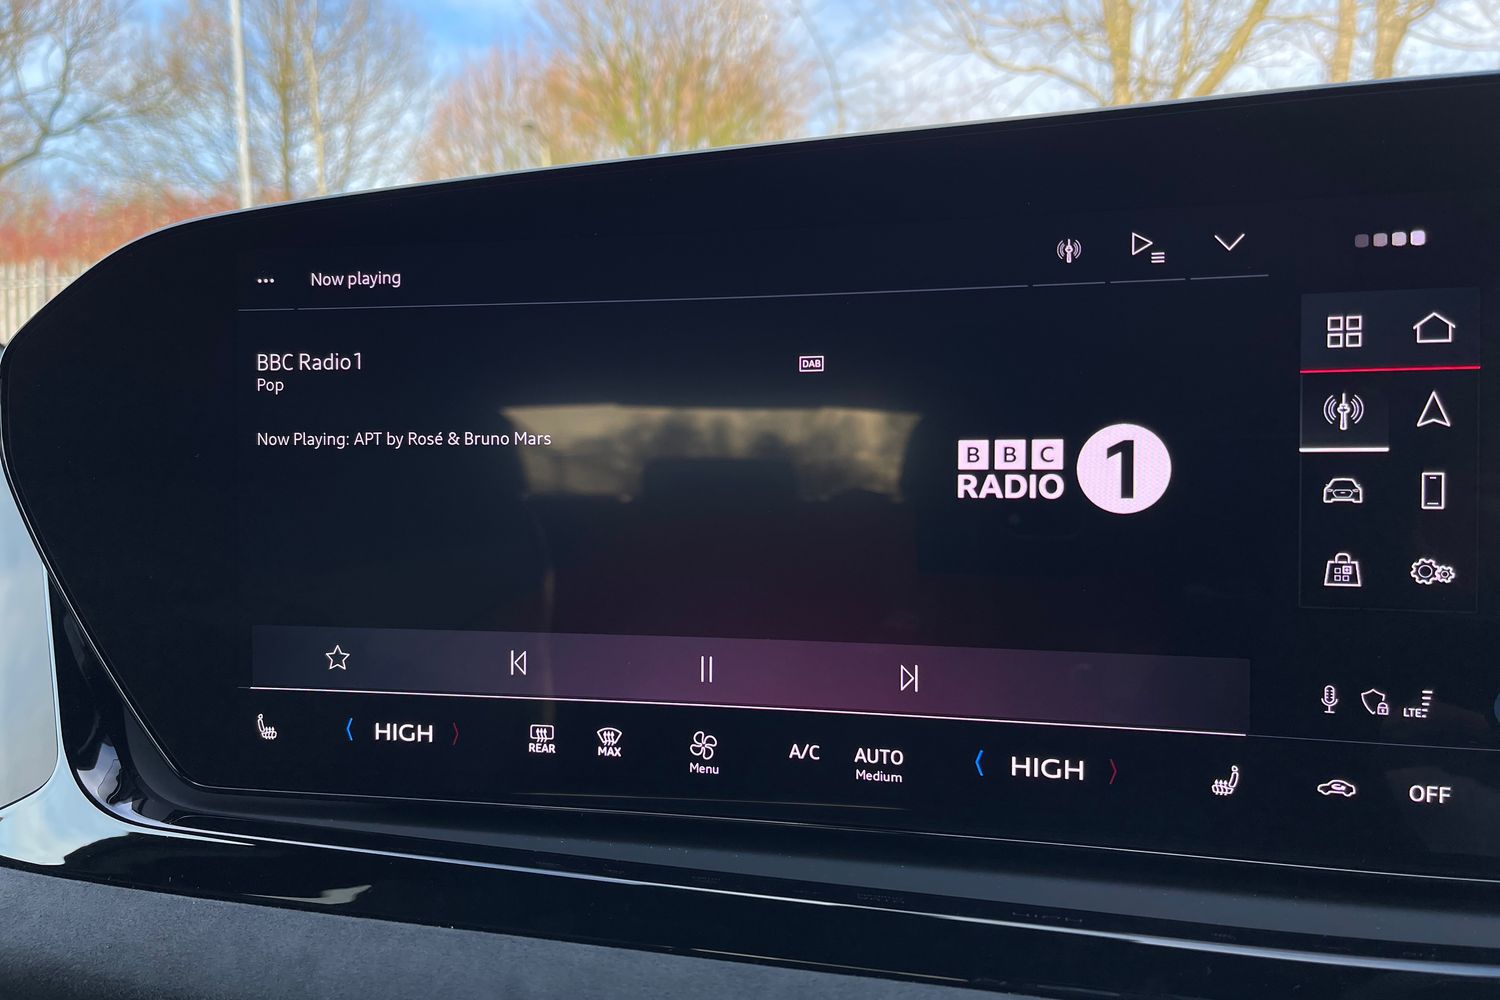 Now playing
BBC Radio 1
DAB
Pop
Now Playing: APT by Rosé & Bruno Mars
BBC
RADIO 1
LTE
HIGH
REAR
MAX
Menu
A/C
AUTO
Medium
HIGH
OFF